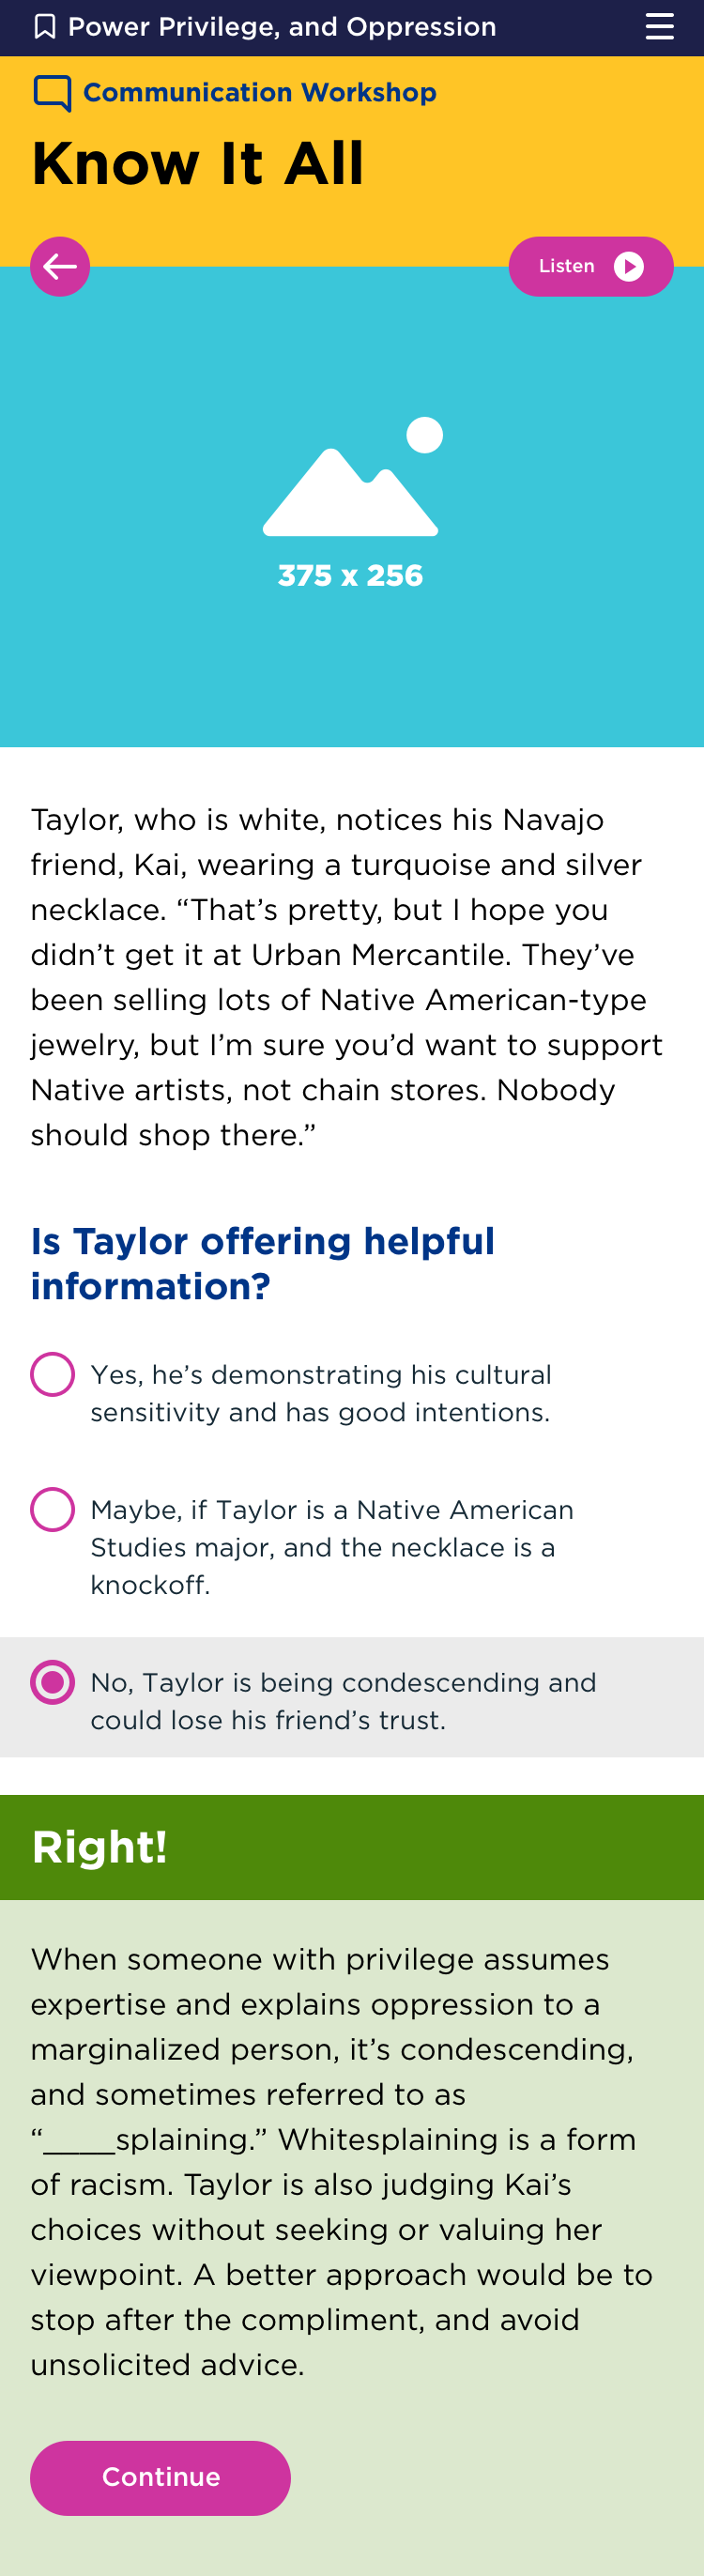 Power Privilege, and Oppression
Communication Workshop
Know It All
Listen
375 x 256
Taylor, who is white, notices his Navajo
friend, Kai, wearing a turquoise and silver
necklace. “That’s pretty, but I hope you
didn’t get it at Urban Mercantile. They’ve
been selling lots of Native American-type
jewelry, but I’m sure you’d want to support
Native artists, not chain stores. Nobody
should shop there.”
Is Taylor offering helpful
information?
Yes, he’s demonstrating his cultural
sensitivity and has good intentions.
Maybe, if Taylor is a Native American
Studies major, and the necklace is a
knockoff.
No, Taylor is being condescending and
could lose his friend’s trust.
Right!
When someone with privilege assumes
expertise and explains oppression to a
marginalized person, it’s condescending,
and sometimes referred to as
“____splaining.” Whitesplaining is a form
of racism. Taylor is also judging Kai’s
choices without seeking or valuing her
viewpoint. A better approach would be to
stop after the compliment, and avoid
unsolicited advice.
Continue